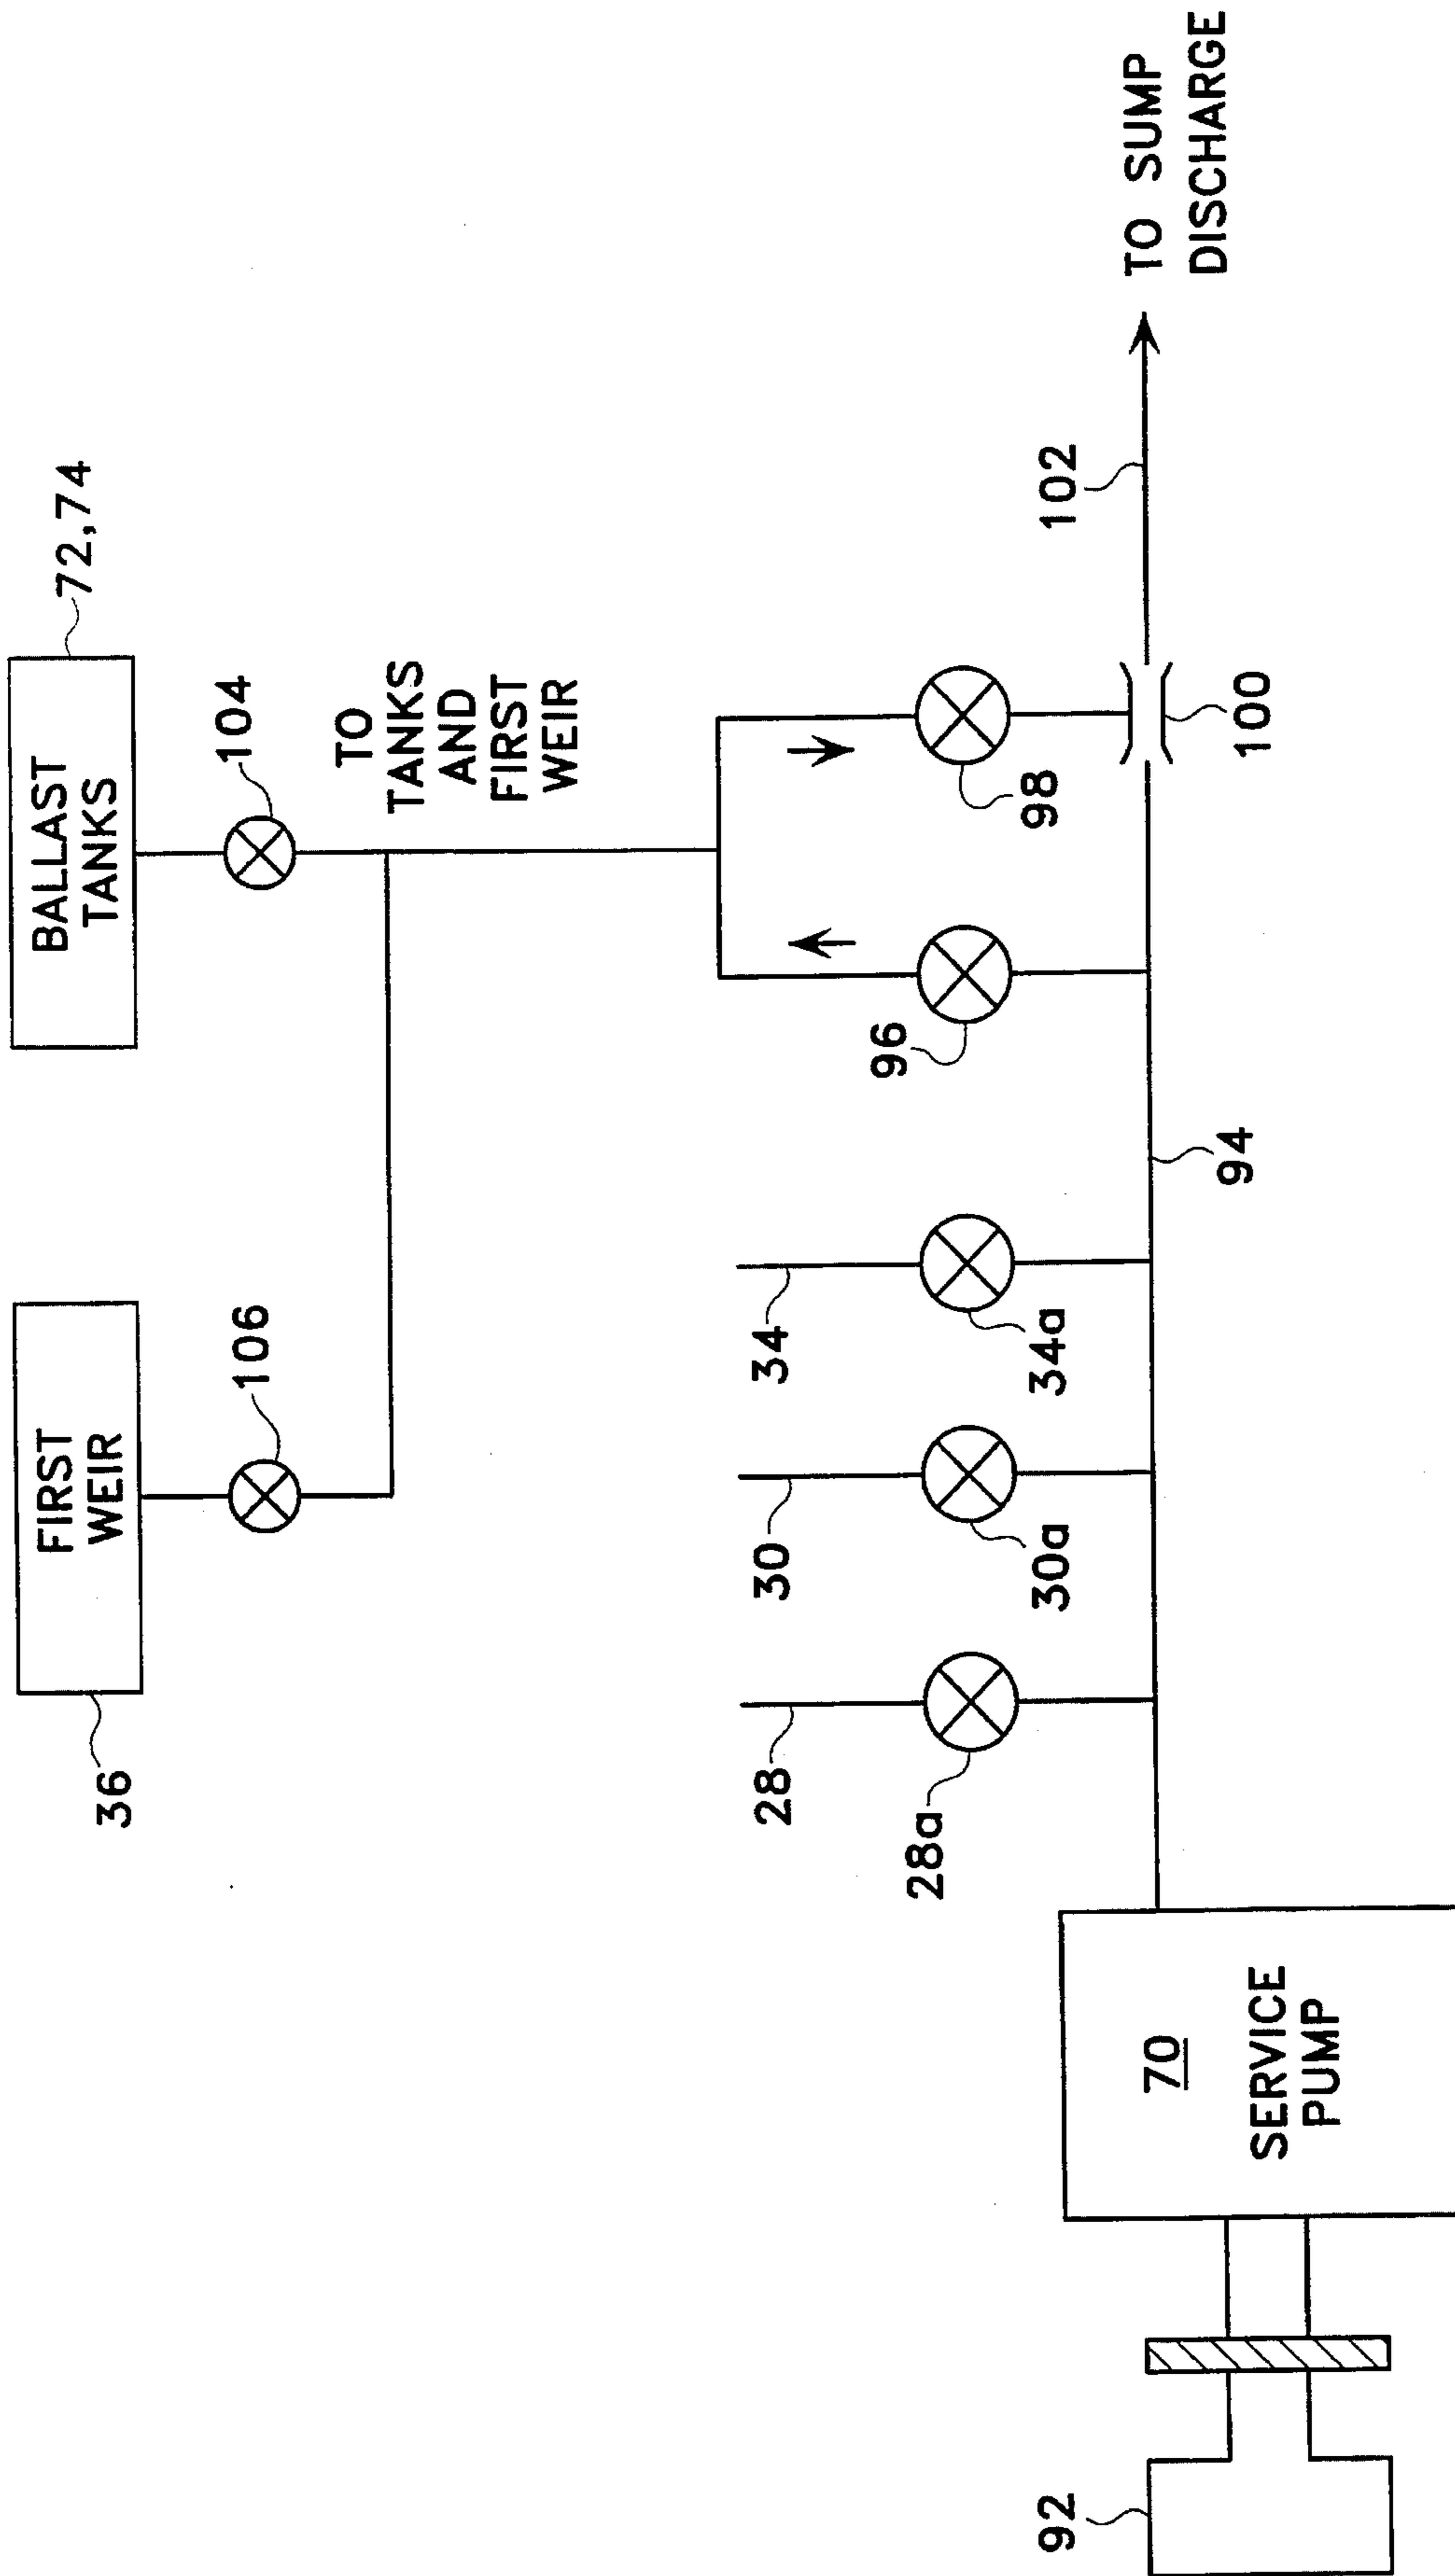 FIRST
WEIR
36
106
BALLAST
TANKS
72,74
104
TO
TANKS
AND
FIRST
WEIR
28
28a
30
30a
34
34a
96
98
94
100
102
TO SUMP
DISCHARGE
92
70
SERVICE
PUMP